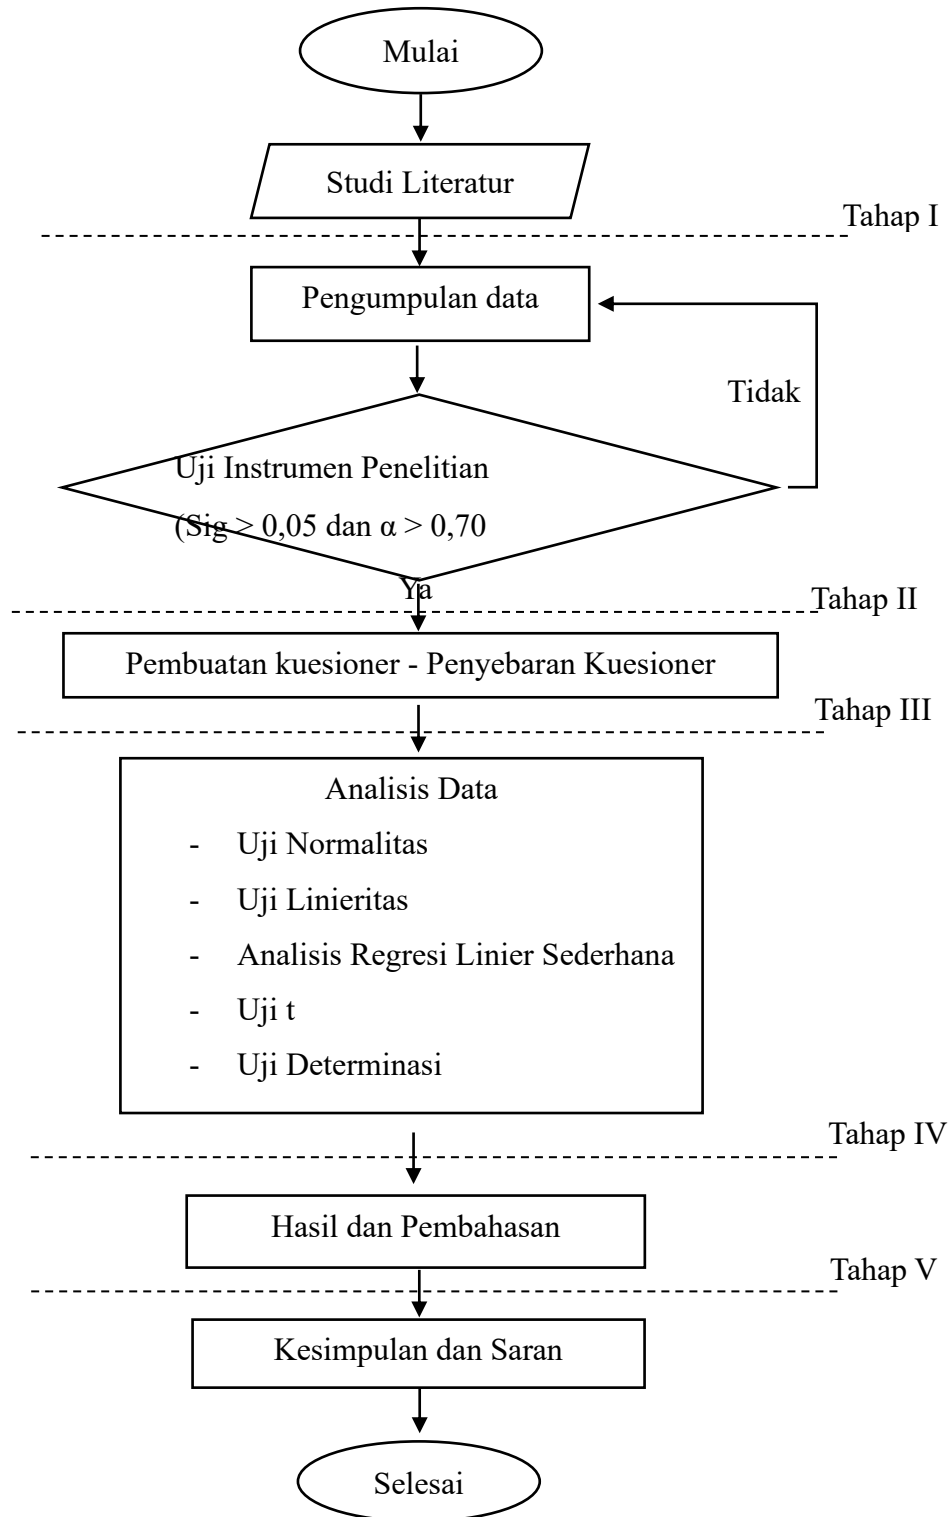 Mulai
Studi Literatur
Tahap I
Pengumpulan data
Tidak
Uji Instrumen Penelitian
(Sig > 0,05 dan α > 0,70
Ya
Tahap II
Pembuatan kuesioner - Penyebaran Kuesioner
Tahap III
Analisis Data
- Uji Normalitas
- Uji Linieritas
- Analisis Regresi Linier Sederhana
- Uji t
- Uji Determinasi
Tahap IV
Hasil dan Pembahasan
Tahap V
Kesimpulan dan Saran
Selesai